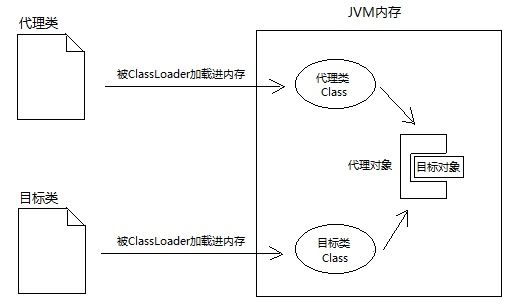 JVM内存
代理类
被ClassLoader加载进内存
代理类
Class
代理对象
目标对象
目标类
被ClassLoader加载进内存
目标类
Class